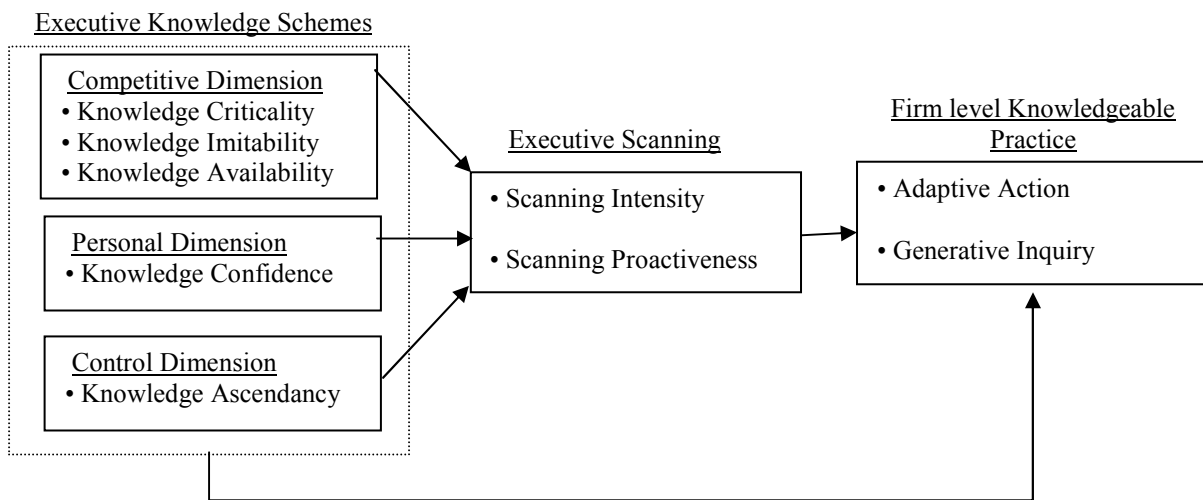 Executive Knowledge Schemes
Competitive Dimension
• Knowledge Criticality
• Knowledge Imitability
• Knowledge Availability
Personal Dimension
• Knowledge Confidence
Control Dimension
• Knowledge Ascendancy
Executive Scanning
• Scanning Intensity
• Scanning Proactiveness
Firm level Knowledgeable
Practice
• Adaptive Action
• Generative Inquiry